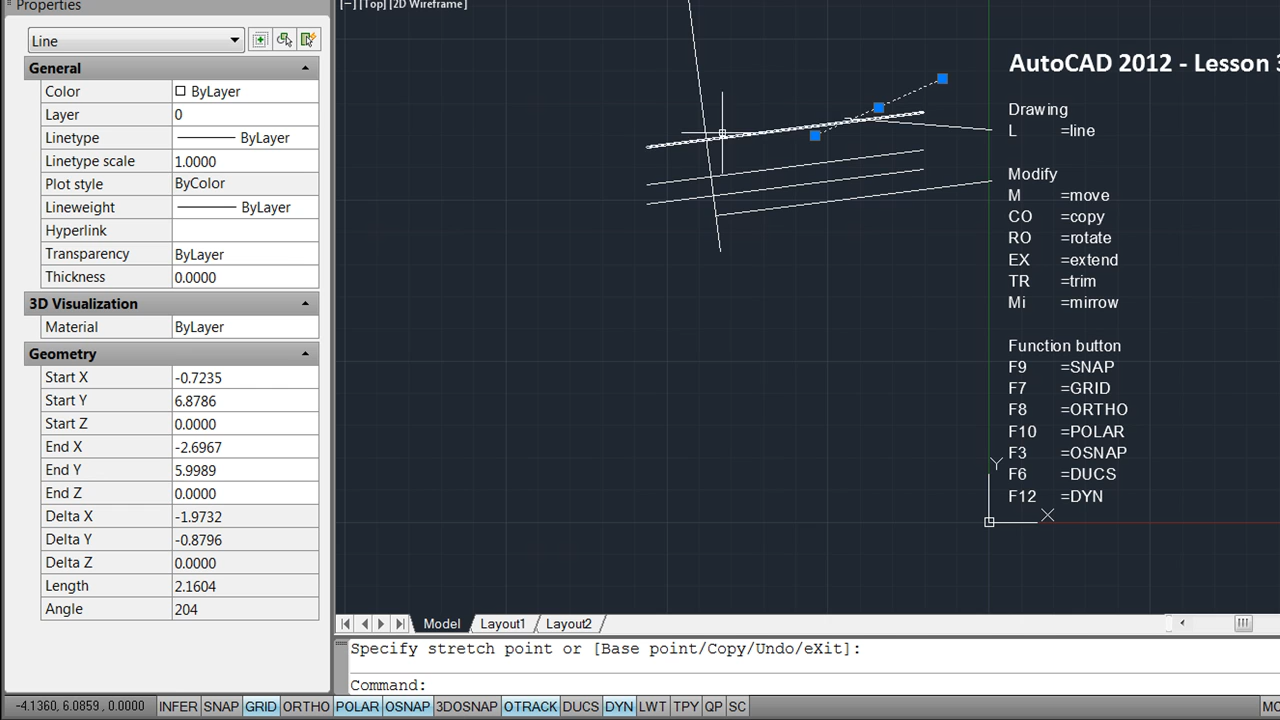 Properties
Line
General
Color ByLayer
Layer 0
Linetype ByLayer
Linetype scale 1.0000
Plot style ByColor
Lineweight ByLayer
Hyperlink
Transparency ByLayer
Thickness 0.0000
3D Visualization
Material ByLayer
Geometry
Start X -0.7235
Start Y 6.8786
Start Z 0.0000
End X -2.6967
End Y 5.9989
End Z 0.0000
Delta X -1.9732
Delta Y -0.8796
Delta Z 0.0000
Length 2.1604
Angle 204
[−][Top][2D Wireframe]
AutoCAD 2012 - Lesson 3
Drawing
L =line
Modify
M =move
CO =copy
RO =rotate
EX =extend
TR =trim
Mi =mirrow
Function button
F9 =SNAP
F7 =GRID
F8 =ORTHO
F10 =POLAR
F3 =OSNAP
F6 =DUCS
F12 =DYN
Y
X
Model Layout1 Layout2
Specify stretch point or [Base point/Copy/Undo/eXit]:
Command:
-4.1360, 6.0859, 0.0000 INFER SNAP GRID ORTHO POLAR OSNAP 3DOSNAP OTRACK DUCS DYN LWT TPY QP SC